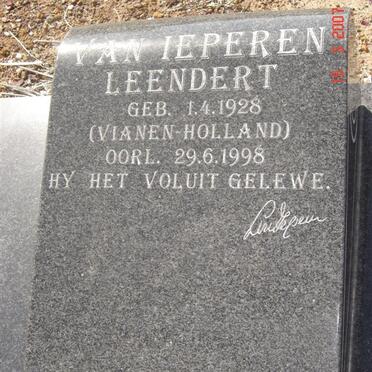 VAN IEPEREN
LEENDERT
GEB. 1.4.1928
(VIANEN-HOLLAND)
OORL. 29.6.1998
HY HET VOLUIT GELEWE.